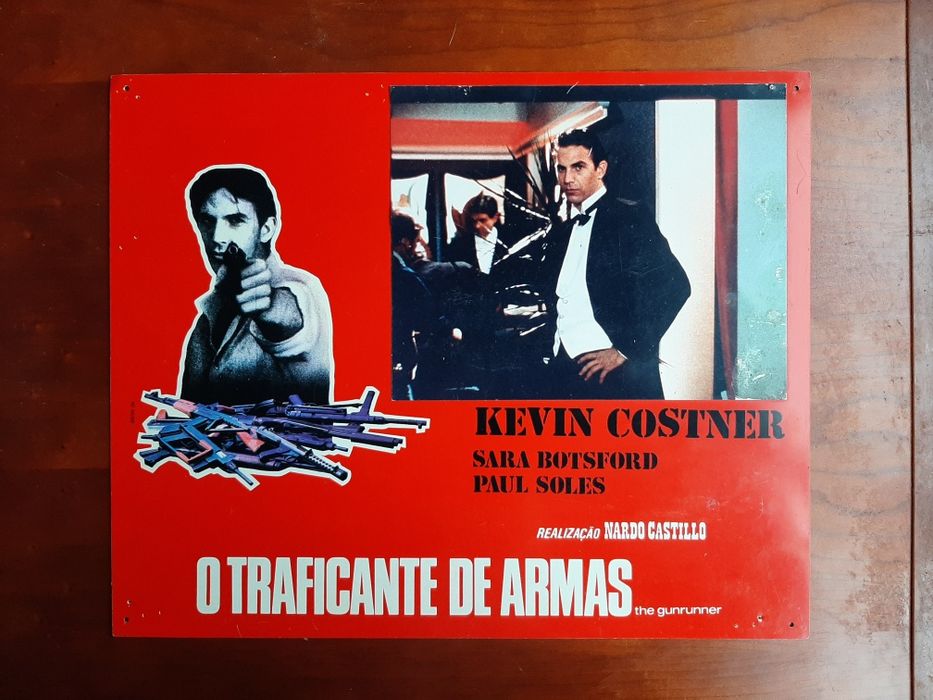 KEVIN COSTNER
SARA BOTSFORD
PAUL SOLES
REALIZAÇÃO NARDO CASTILLO
O TRAFICANTE DE ARMAS the gunrunner